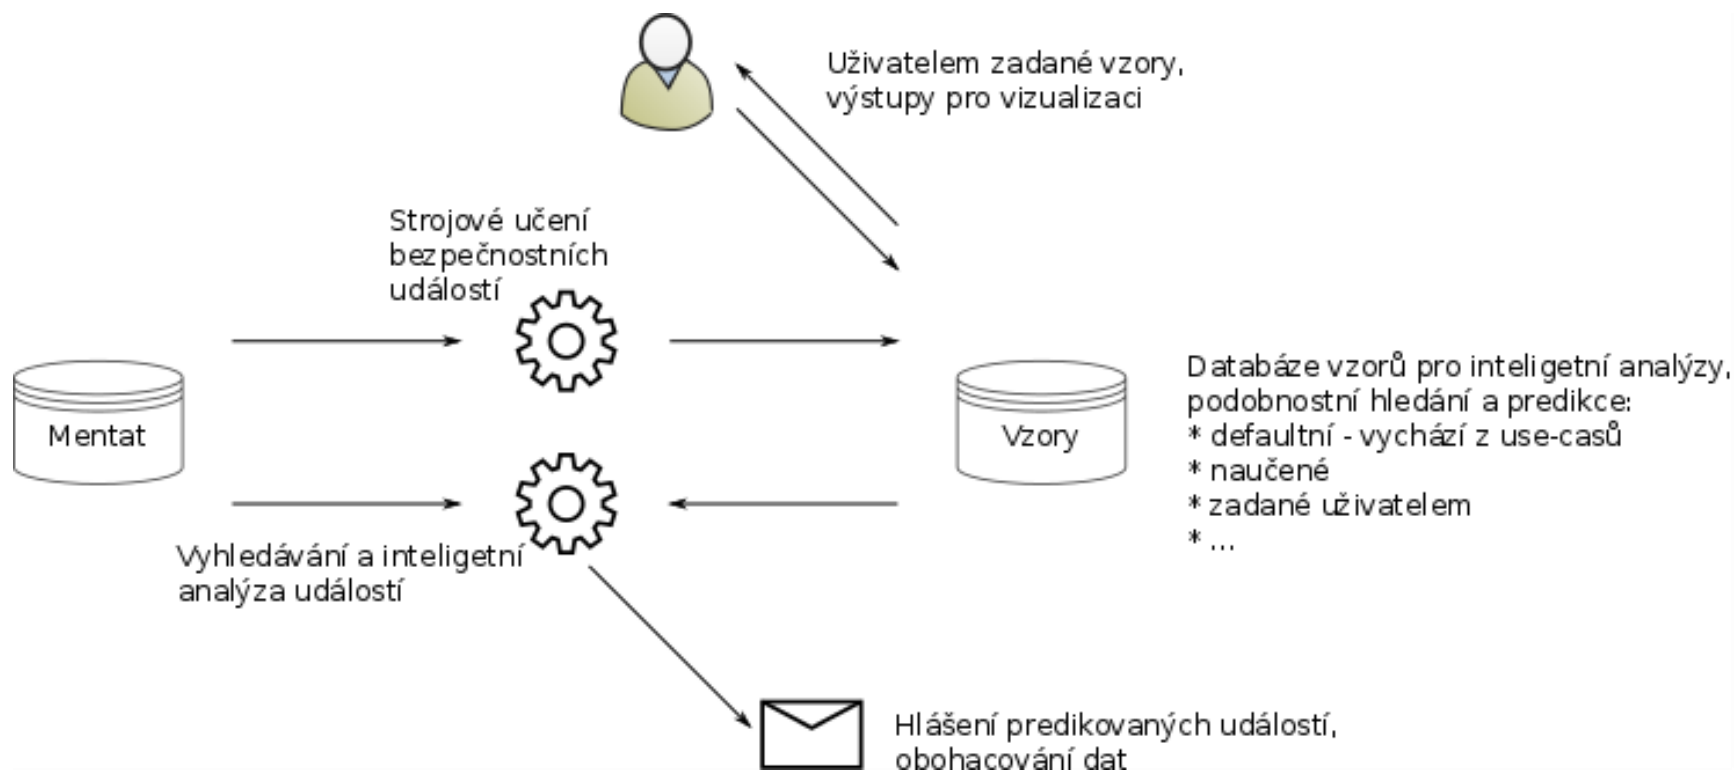 Uživatelem zadané vzory,
výstupy pro vizualizaci
Strojové učení
bezpečnostních
událostí
Mentat
Vzory
Databáze vzorů pro inteligetní analýzy,
podobnostní hledání a predikce:
* defaultní - vychází z use-casů
* naučené
* zadané uživatelem
* ...
Vyhledávání a inteligetní
analýza událostí
Hlášení predikovaných událostí,
obohacování dat